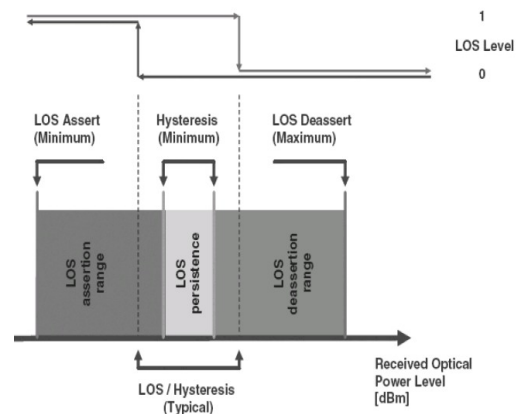 1
LOS Level
0
LOS Assert
(Minimum)
Hysteresis
(Minimum)
LOS Deassert
(Maximum)
LOS
assertion
range
LOS
persistence
LOS
deassertion
range
LOS / Hysteresis
(Typical)
Received Optical
Power Level
[dBm]